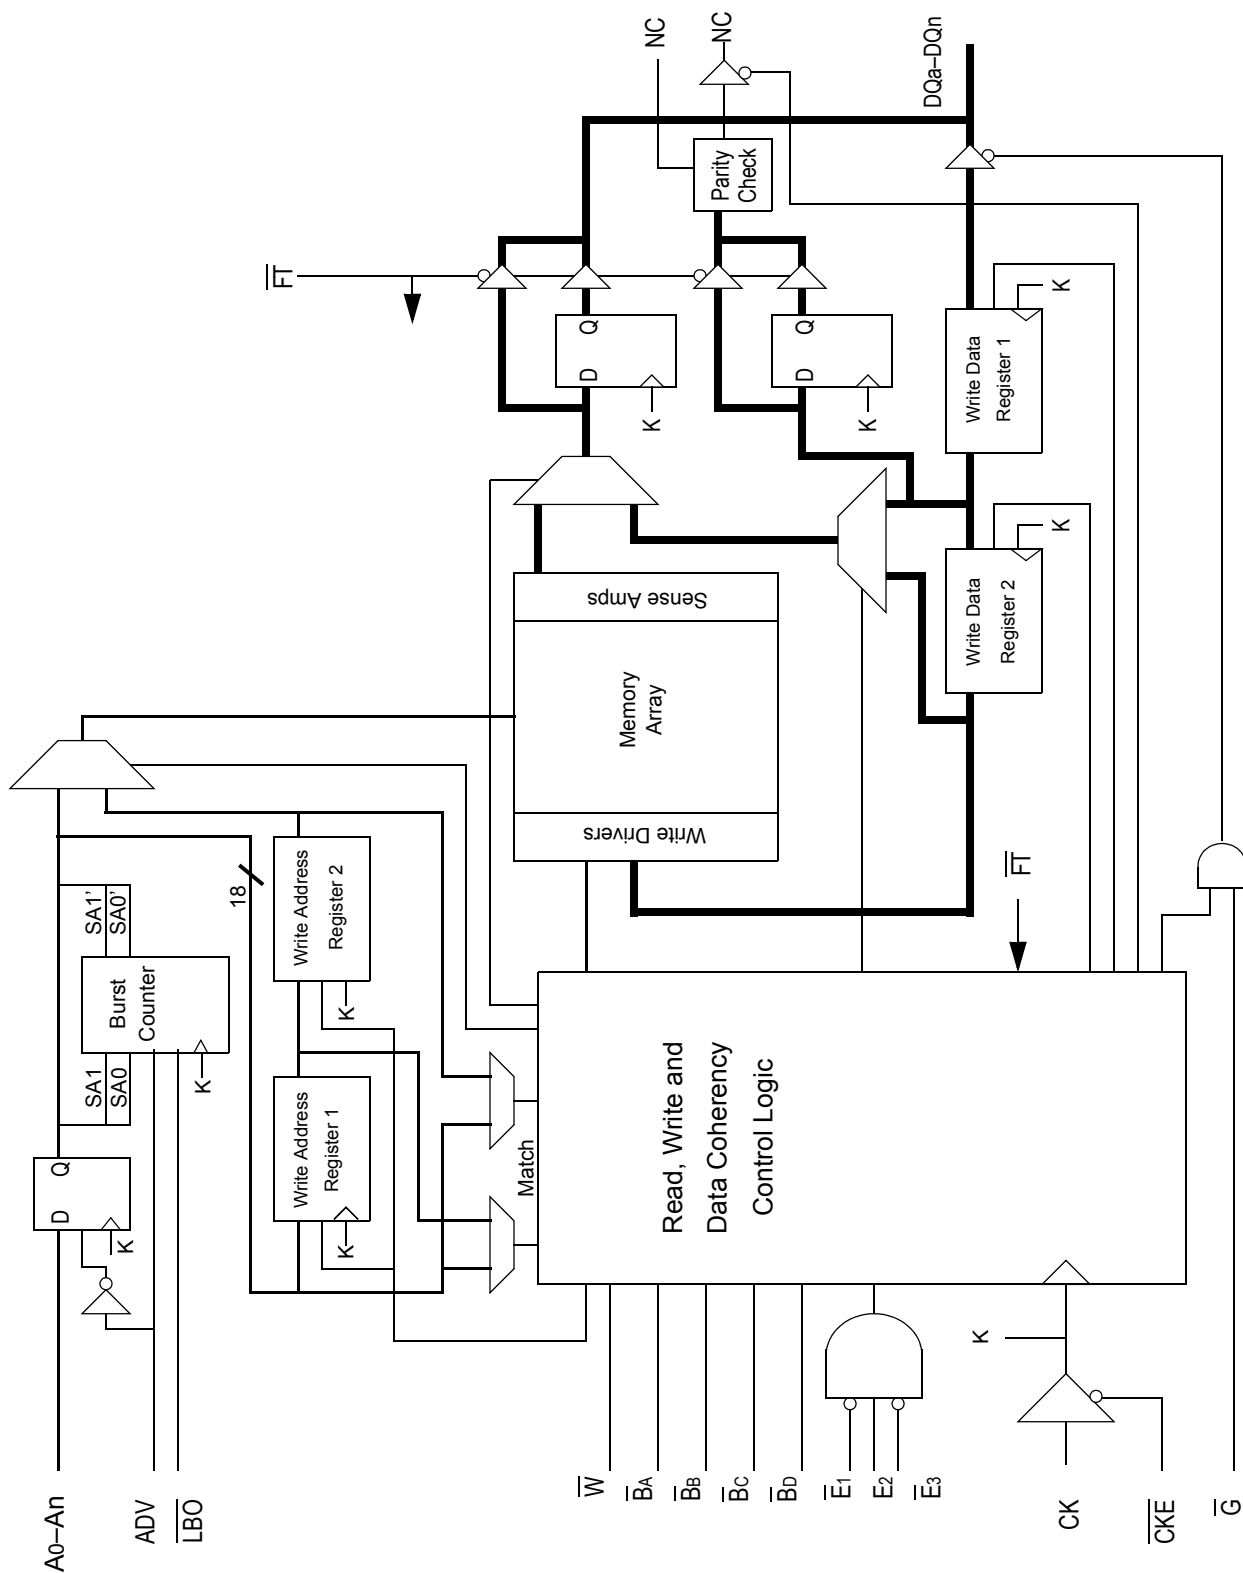 A0–An
ADV
LBO
W
BA
BB
BC
BD
E1
E2
E3
CK
CKE
G
D Q
K
SA1
SA0
Burst
Counter
SA1'
SA0'
K
18
Write Address
Register 1
K
Write Address
Register 2
K
Match
Read, Write and
Data Coherency
Control Logic
K
FT
Write Drivers
Memory
Array
Sense Amps
FT
D Q
K
D Q
K
Parity
Check
NC
NC
Write Data
Register 2
K
Write Data
Register 1
K
DQa–DQn